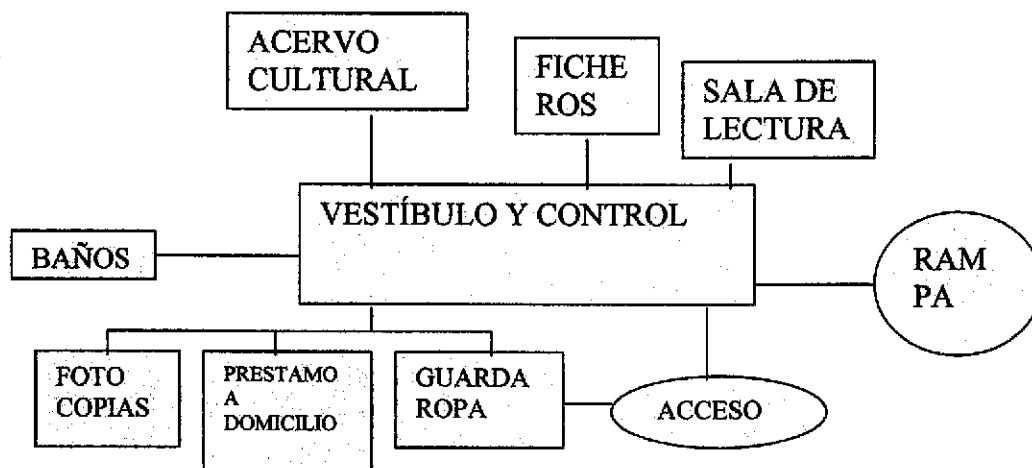 ACERVO
CULTURAL
FICHE
ROS
SALA DE
LECTURA
VESTÍBULO Y CONTROL
BAÑOS
RAM
PA
FOTO
COPIAS
PRESTAMO
A
DOMICILIO
GUARDA
ROPA
ACCESO